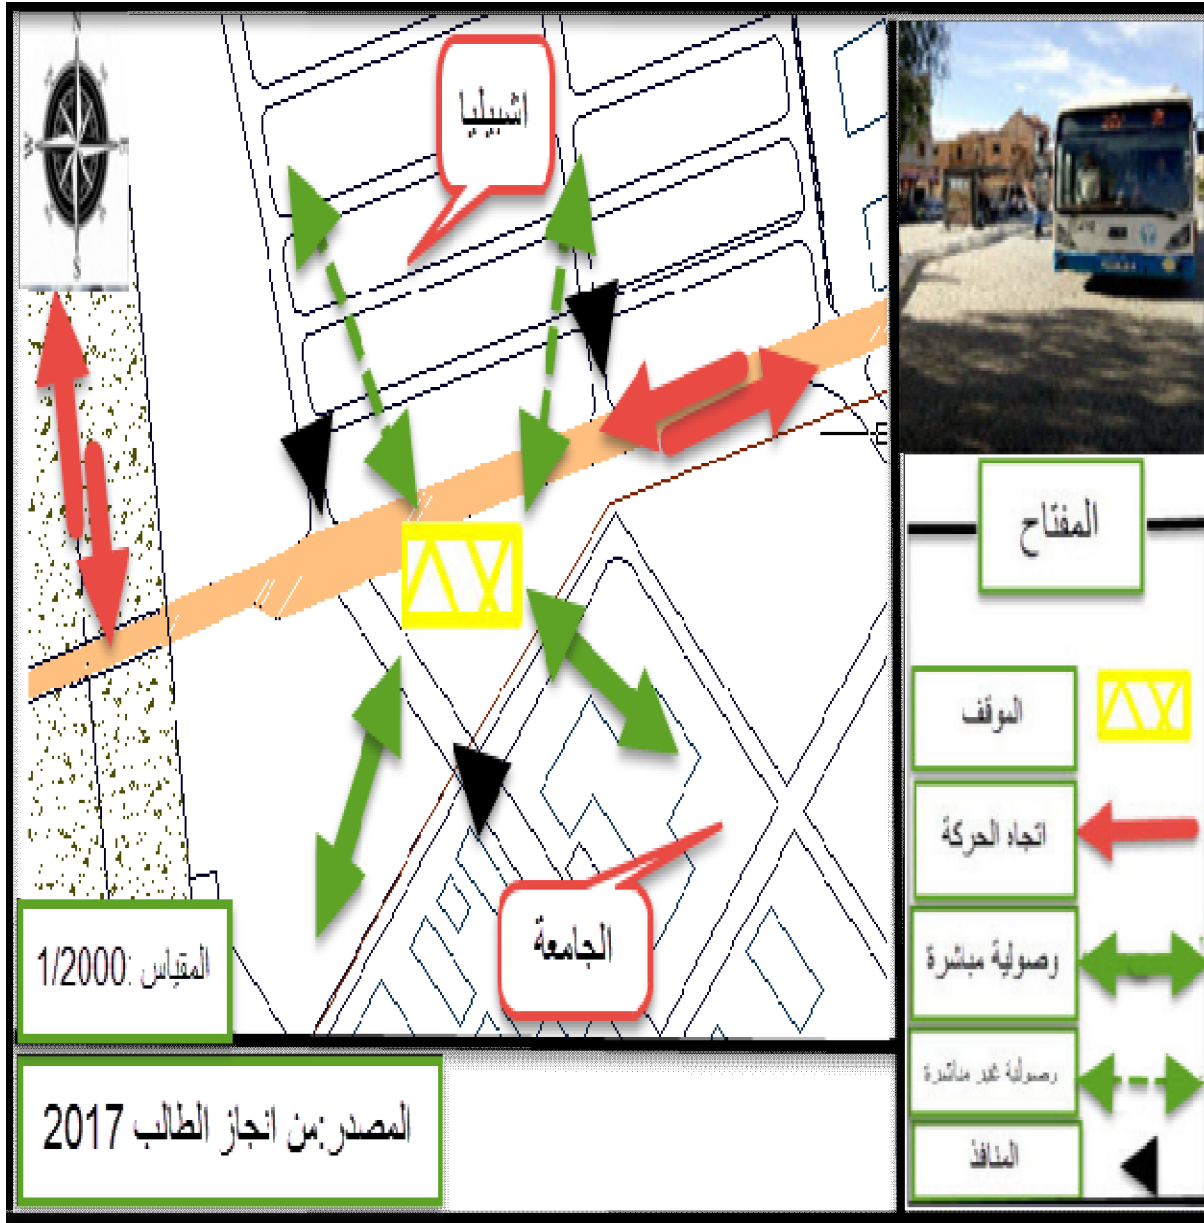 N
W
S
اشبيليا
E
المفتاح
الموقف
اتجاه الحركة
الجامعة
وصولية مباشرة
المقياس :1/2000
وصولية غير مباشرة
المصدر:من انجاز الطالب 2017
المنافذ